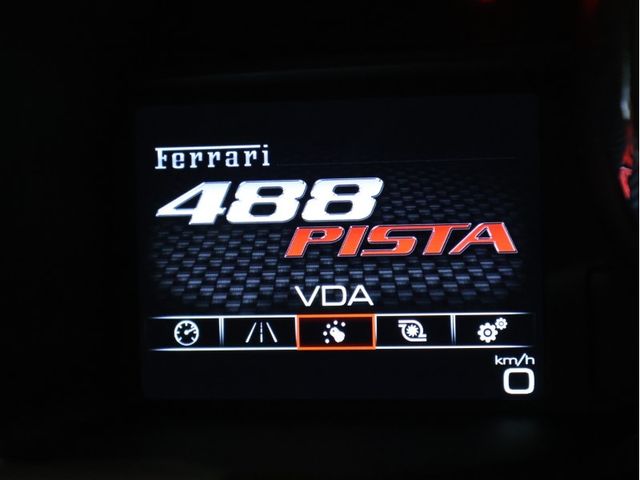 Ferrari
488
PISTA
VDA
km/h
0